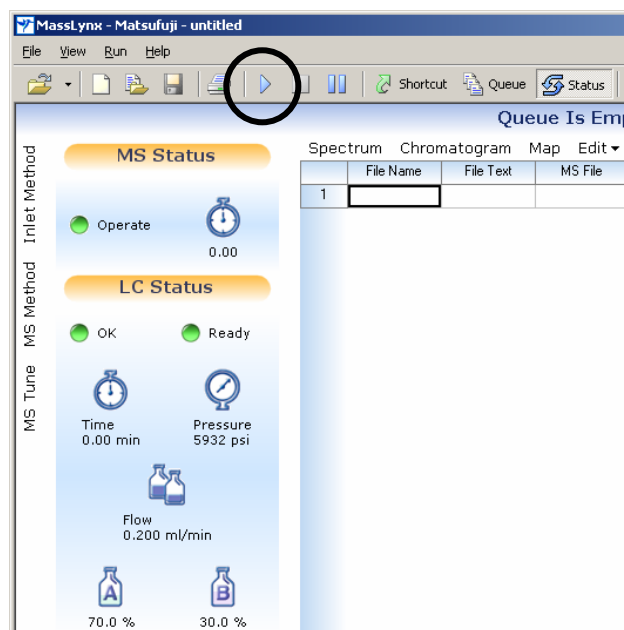 MassLynx - Matsufuji - untitled
File View Run Help
Shortcut Queue Status
Queue Is
Inlet Method
MS Method
MS Tune
MS Status
Operate
0.00
LC Status
OK Ready
Time Pressure
0.00 min 5932 psi
Flow
0.200 ml/min
A B
70.0 % 30.0 %
Spectrum Chromatogram Map Edit
File Name File Text MS File
1